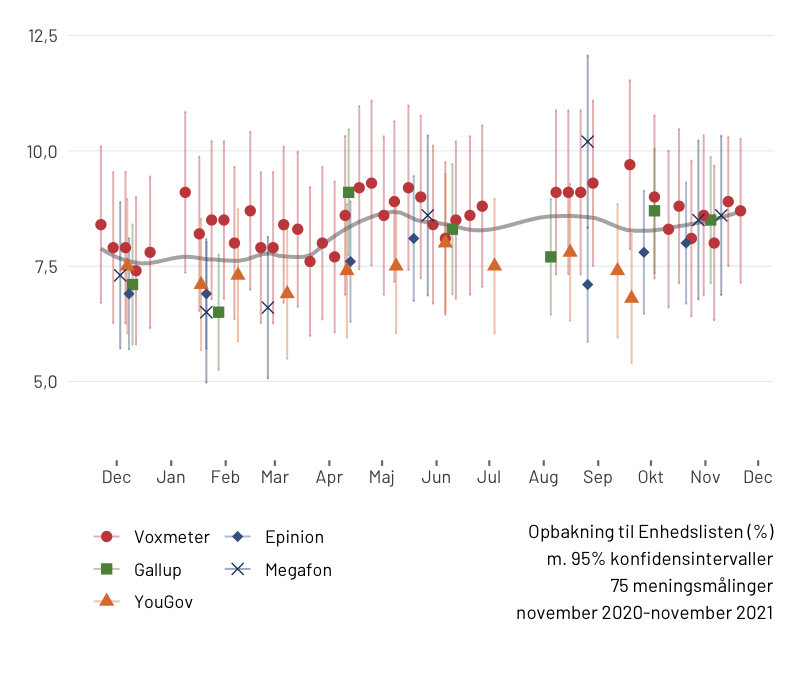 12,5
10,0
7,5
5,0
Dec Jan Feb Mar Apr Maj Jun Jul Aug Sep Okt Nov Dec
Voxmeter Epinion
Gallup Megafon
YouGov
Opbakning til Enhedslisten (%)
m. 95% konfidensintervaller
75 meningsmålinger
november 2020-november 2021